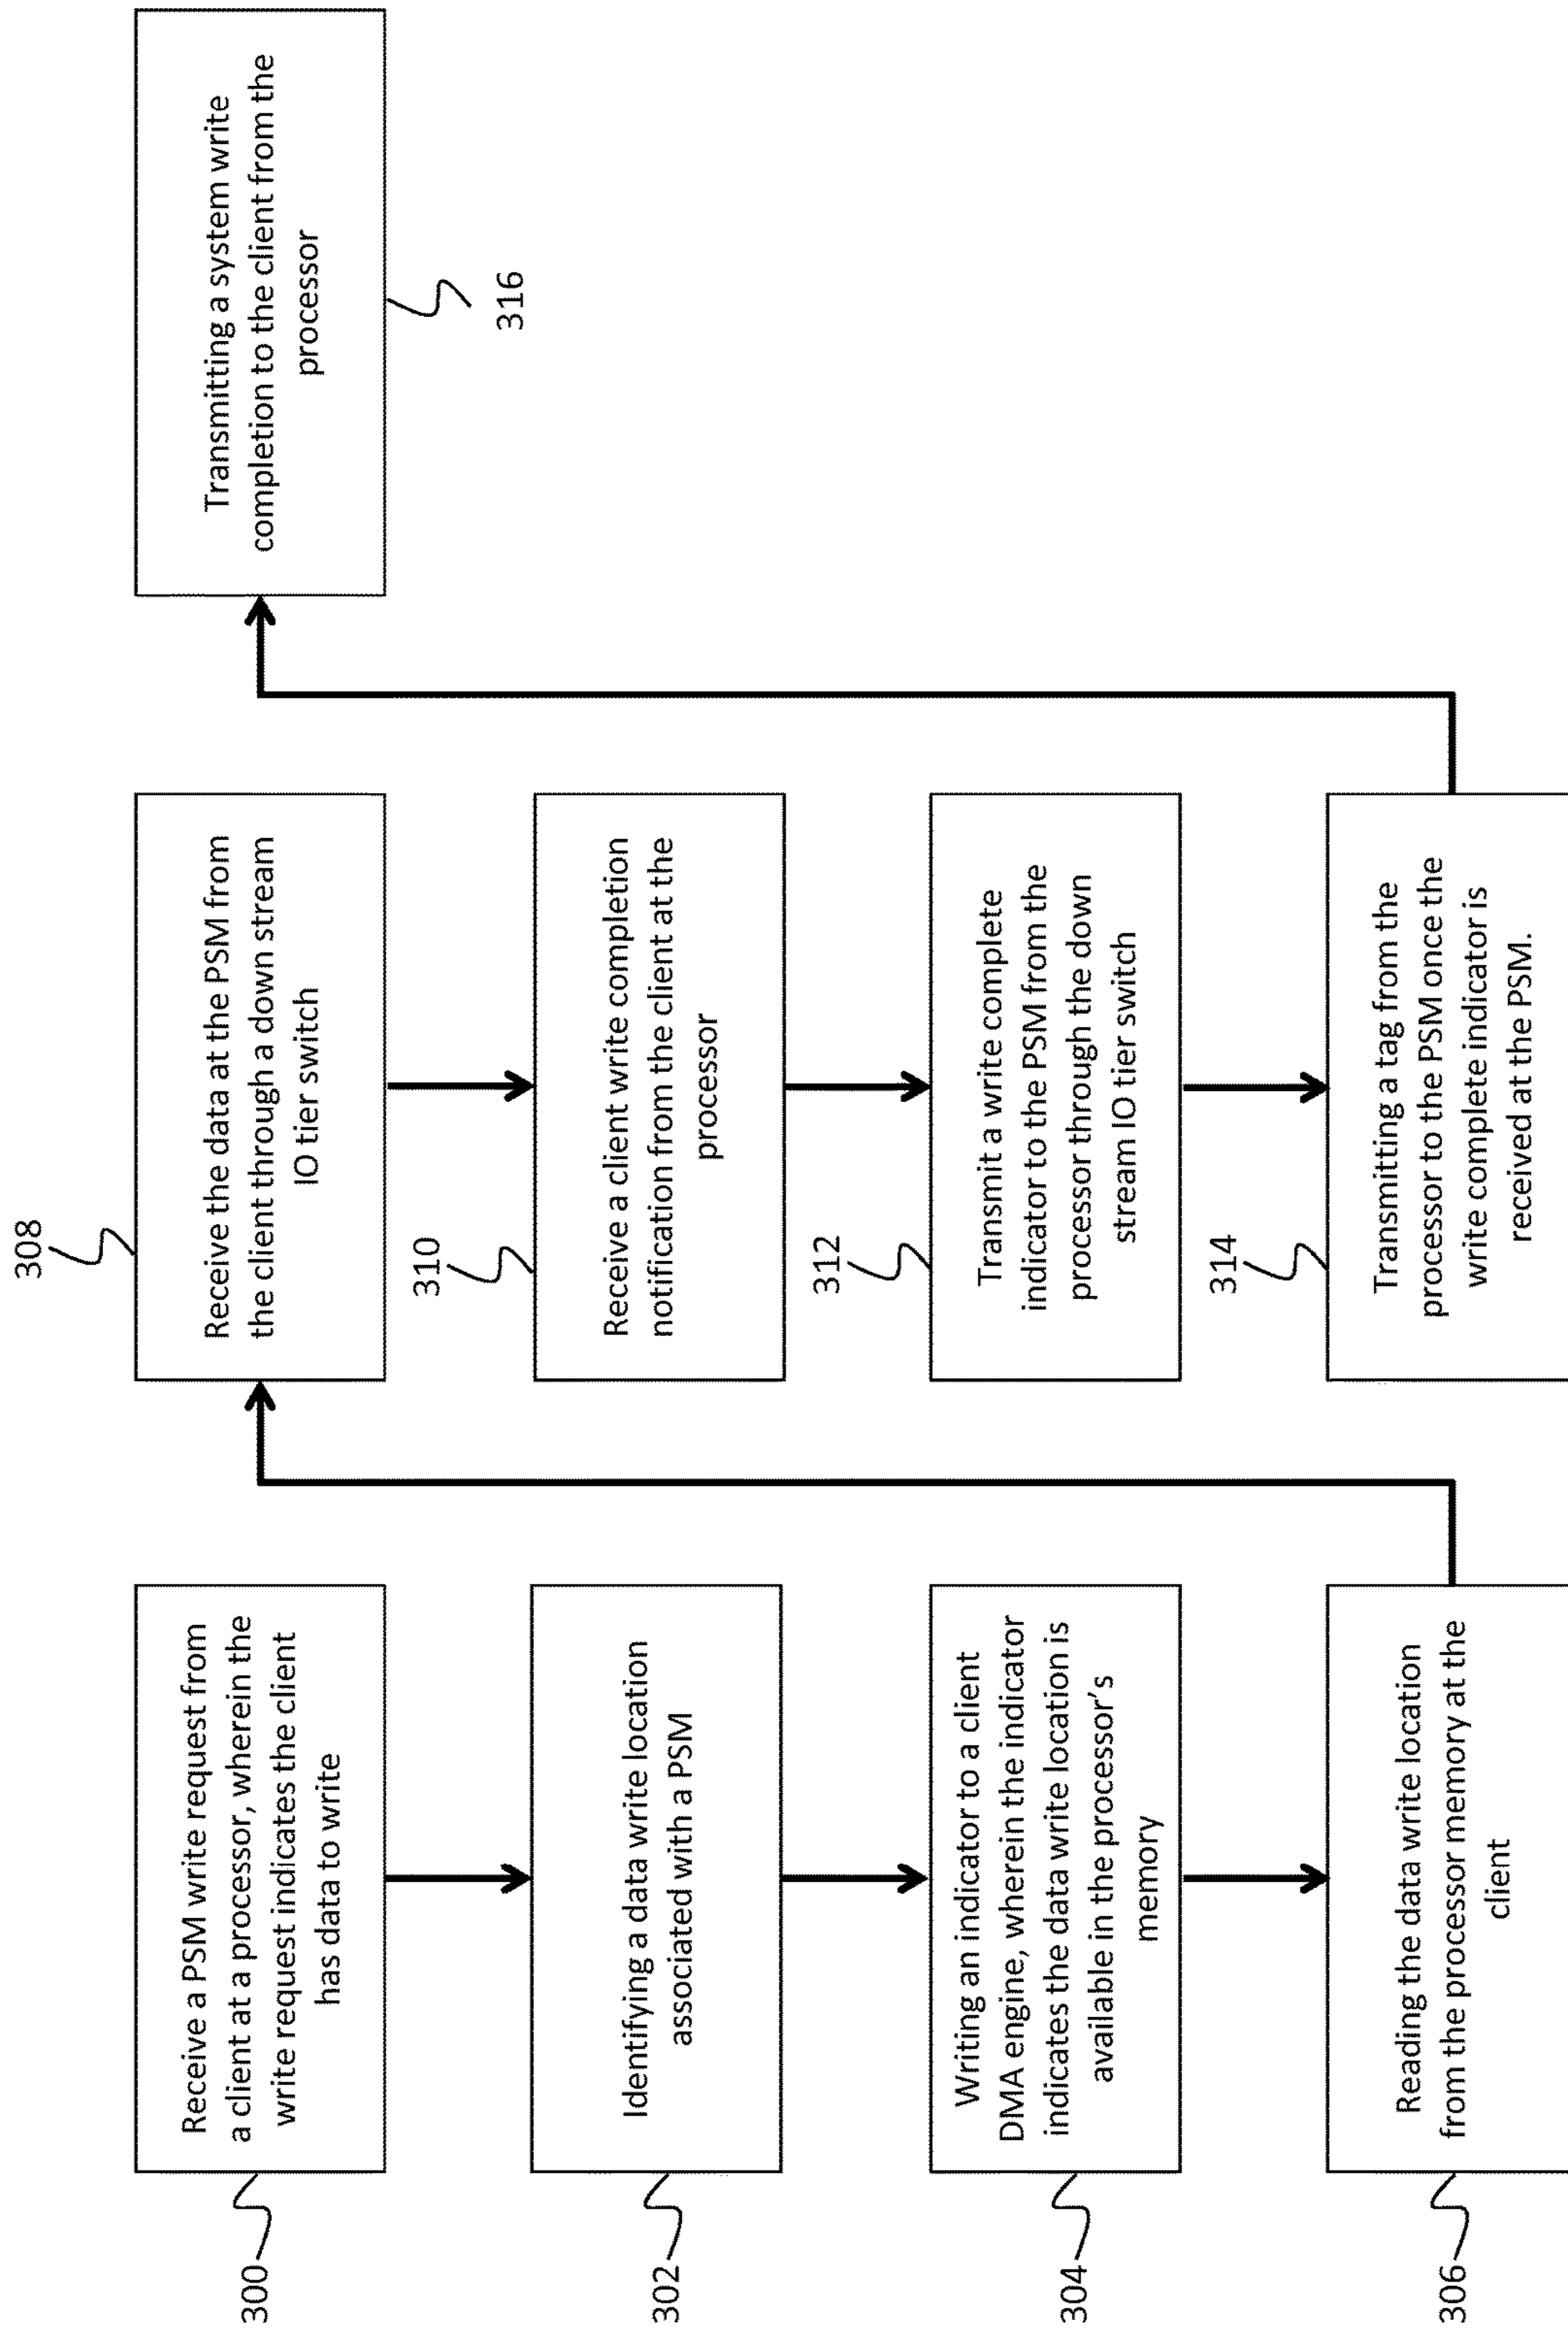 300
Receive a PSM write request from
a client at a processor, wherein the
write request indicates the client
has data to write
302
Identifying a data write location
associated with a PSM
304
Writing an indicator to a client
DMA engine, wherein the indicator
indicates the data write location is
available in the processor's
memory
306
Reading the data write location
from the processor memory at the
client
308
Receive the data at the PSM from
the client through a down stream
IO tier switch
310
Receive a client write completion
notification from the client at the
processor
312
Transmit a write complete
indicator to the PSM from the
processor through the down
stream IO tier switch
314
Transmitting a tag from the
processor to the PSM once the
write complete indicator is
received at the PSM.
Transmitting a system write
completion to the client from the
processor
316